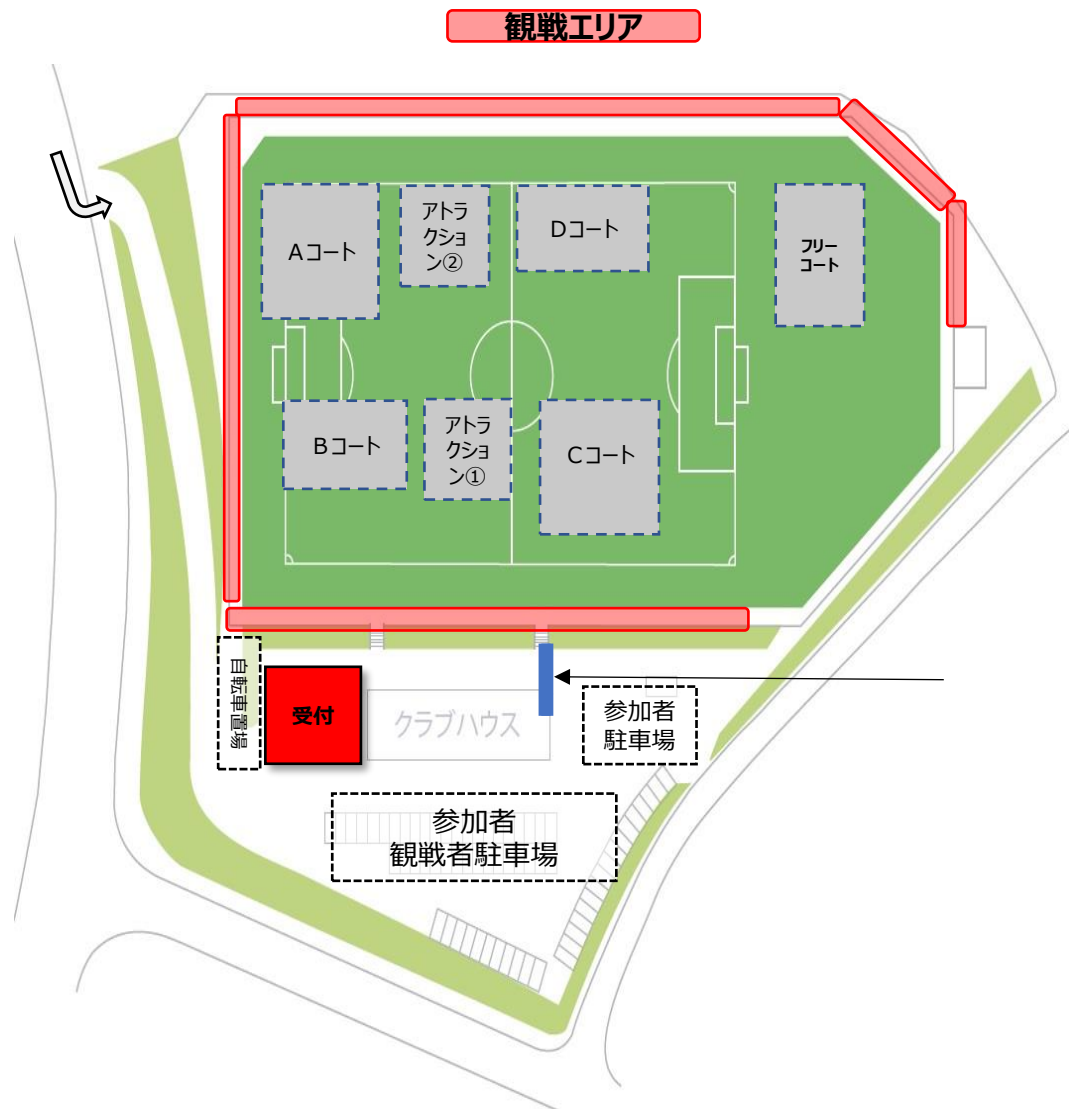 観戦エリア
Aコート
アトラ
クショ
ン②
Dコート
フリー
コート
Bコート
アトラ
クショ
ン①
Cコート
自転車置場
受付
クラブハウス
参加者
駐車場
参加者
観戦者駐車場